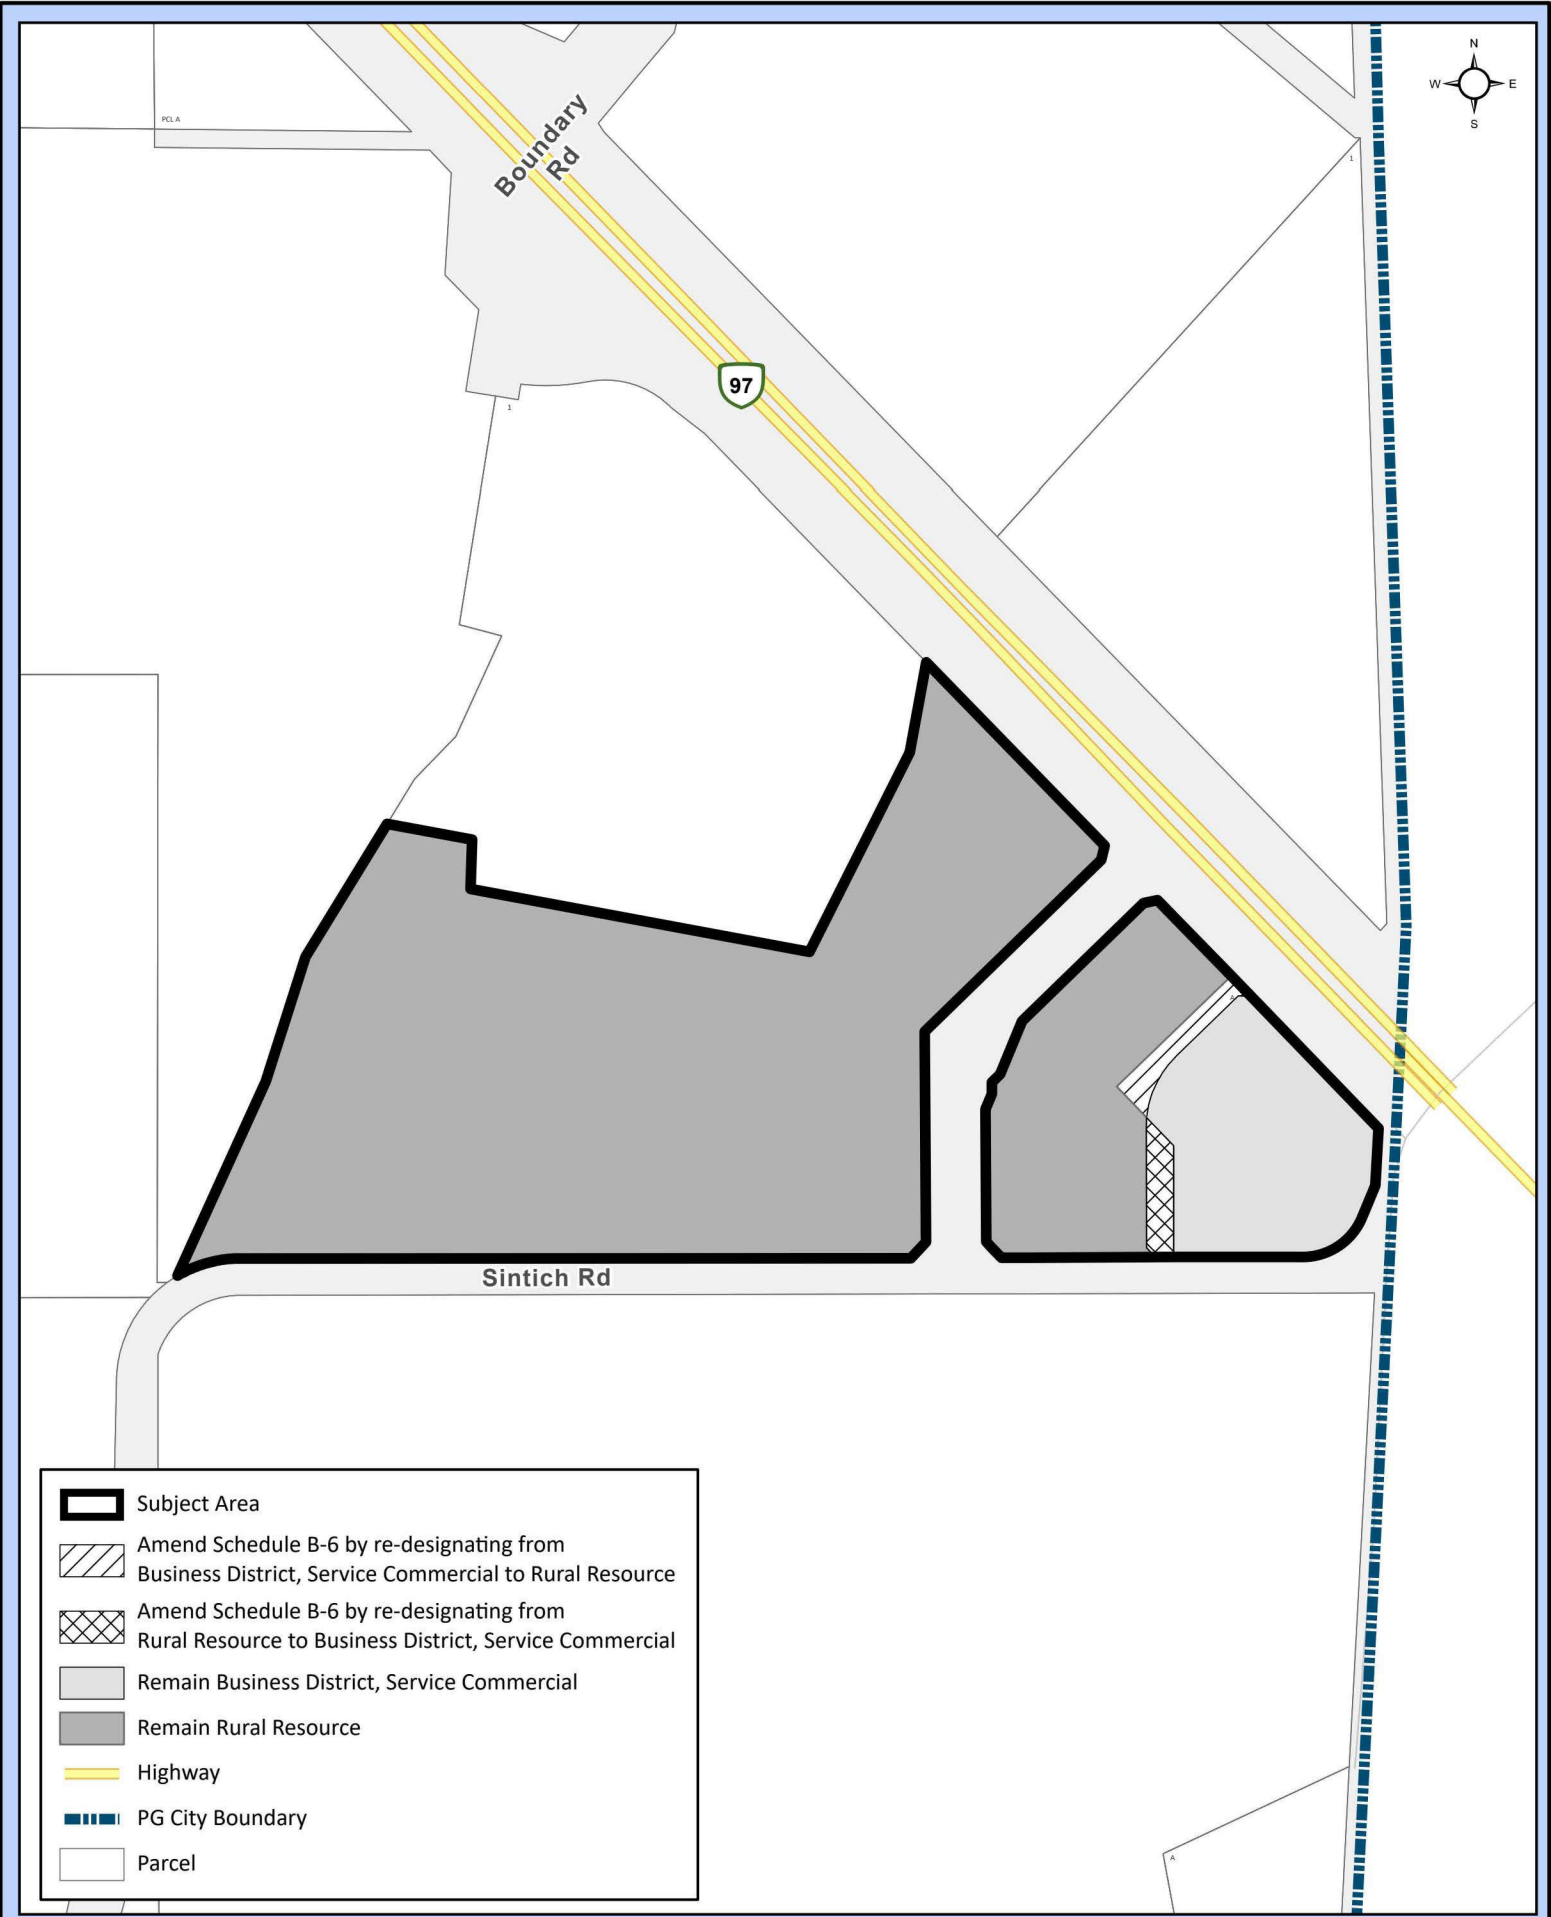 N
W E
S
PCL A
Boundary
Rd
1
97
1
A
Sintich Rd
Subject Area
Amend Schedule B-6 by re-designating from
Business District, Service Commercial to Rural Resource
Amend Schedule B-6 by re-designating from
Rural Resource to Business District, Service Commercial
Remain Business District, Service Commercial
Remain Rural Resource
Highway
PG City Boundary
Parcel
A